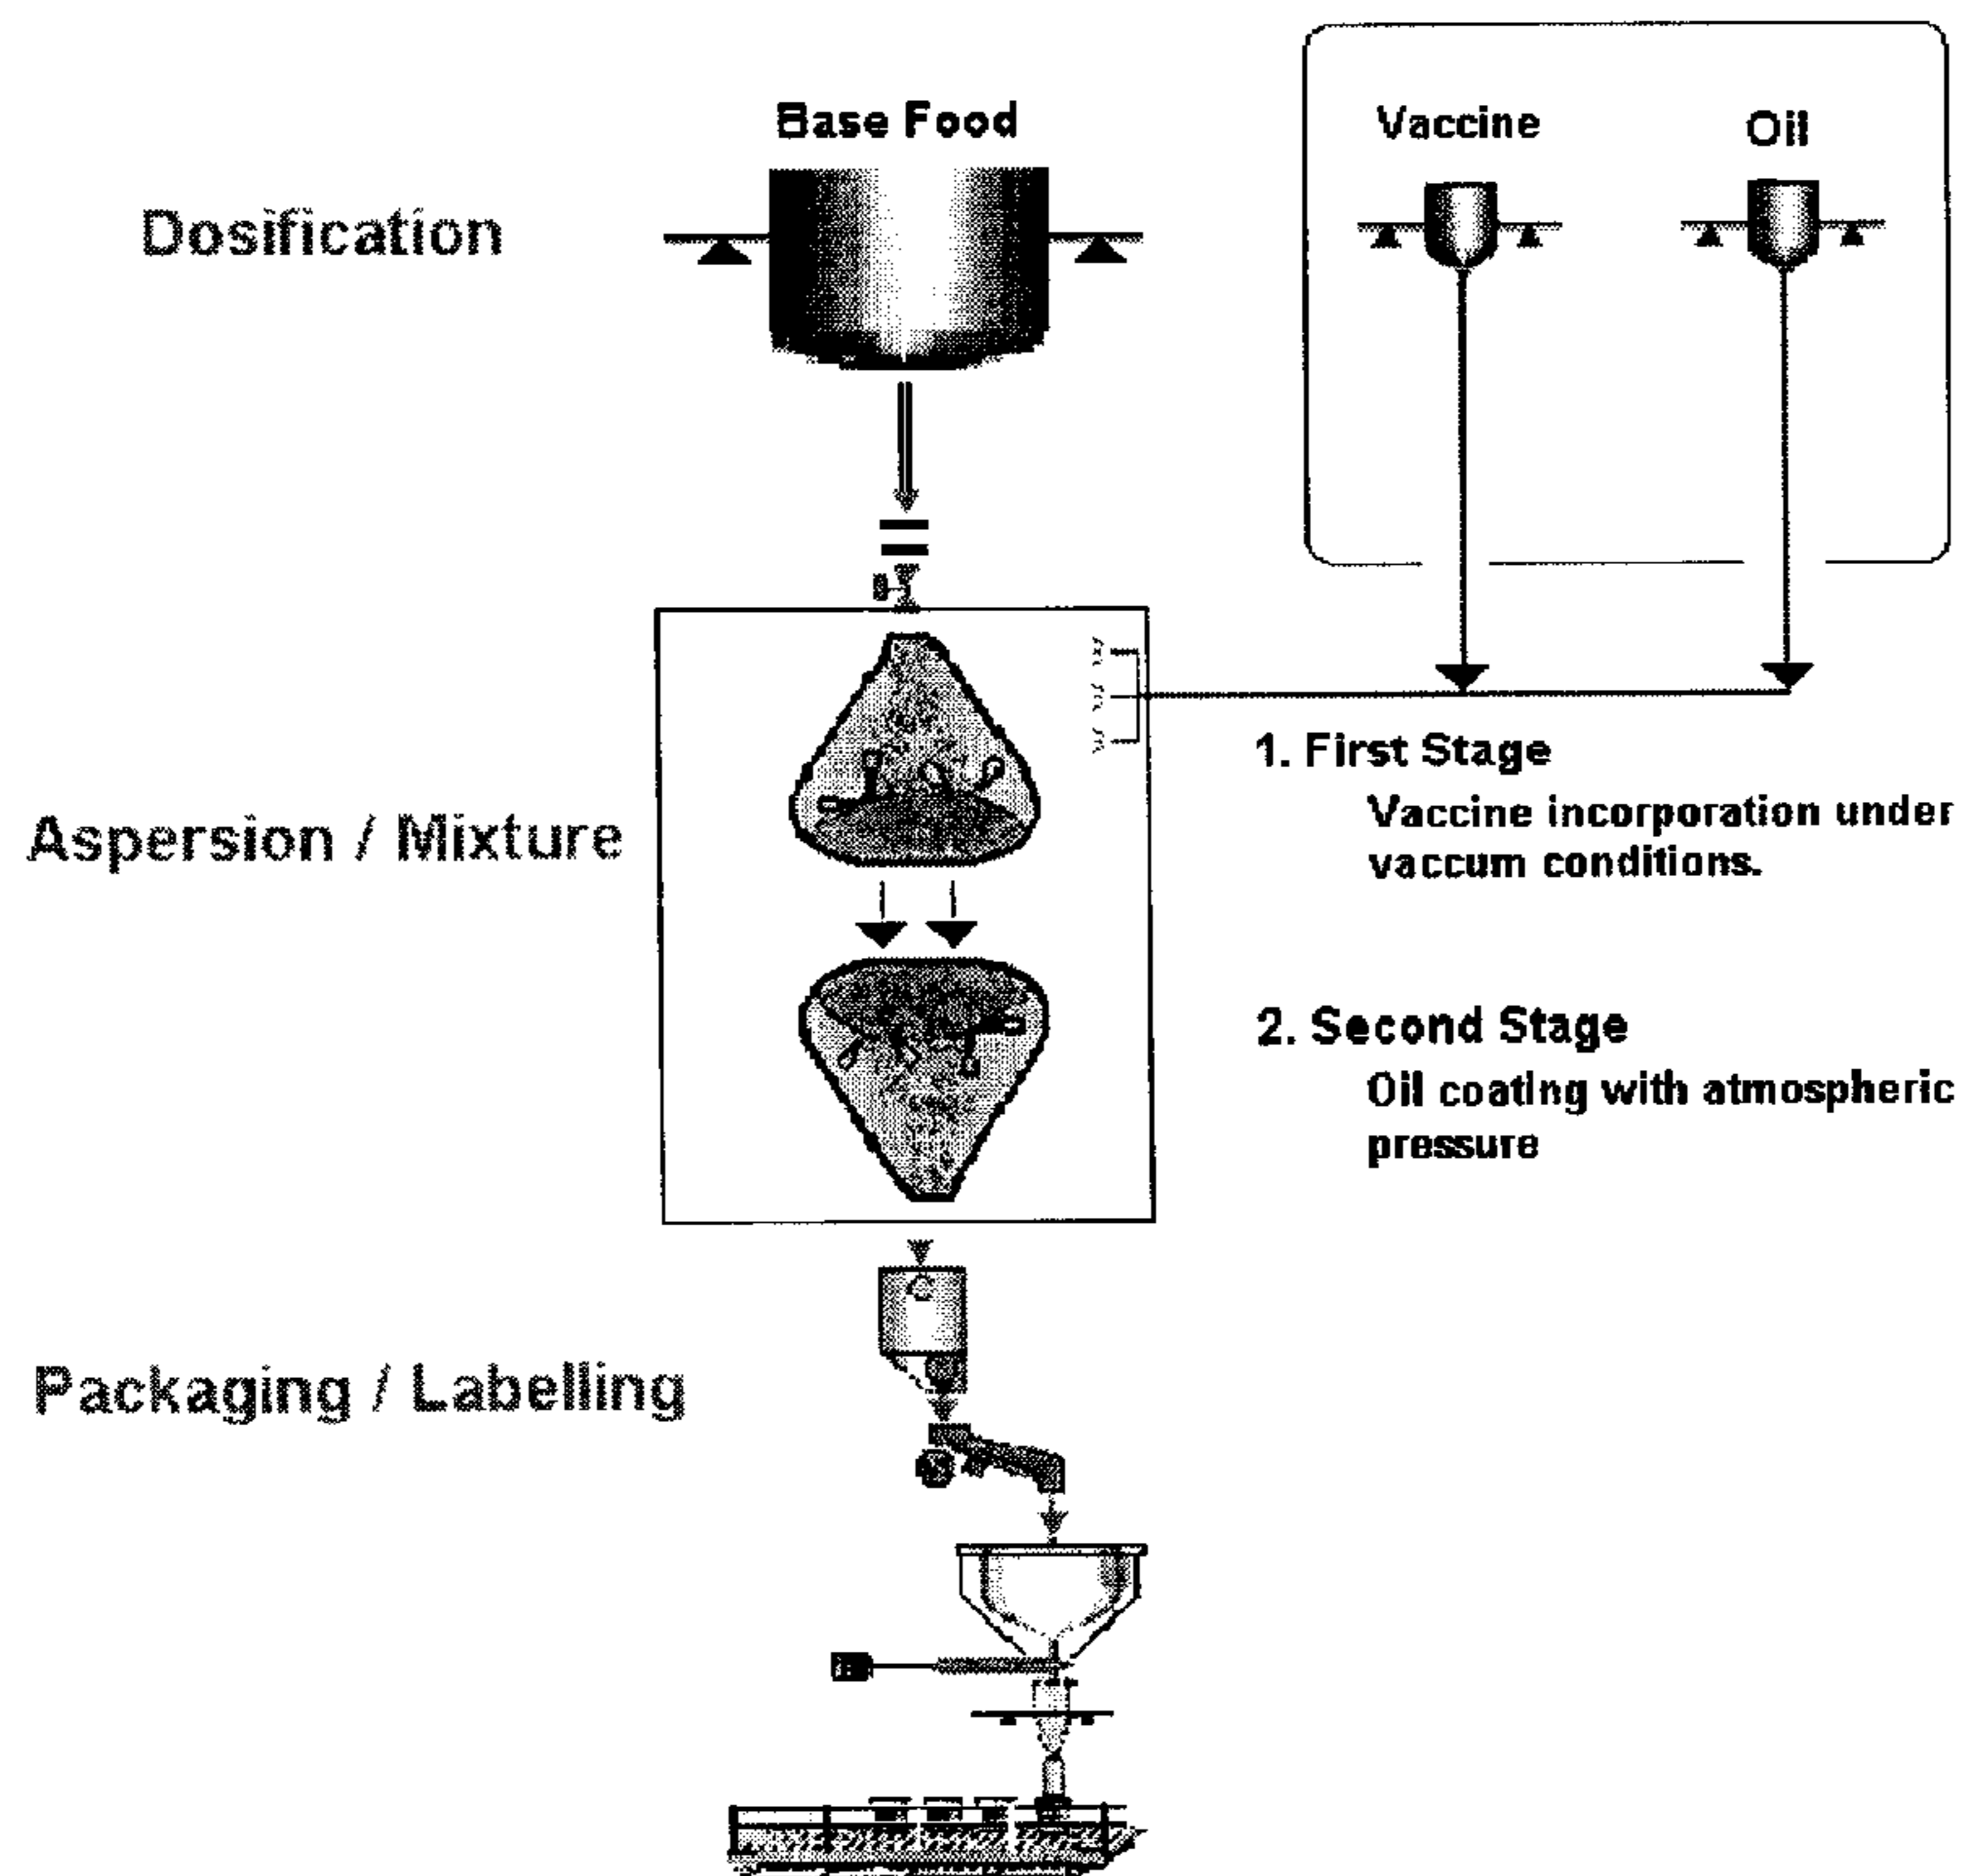 Base Food
Vaccine
Oil
Dosification
1. First Stage
Vaccine incorporation under
vaccum conditions.
Aspersion / Mixture
2. Second Stage
Oil coating with atmospheric
pressure
Packaging / Labelling